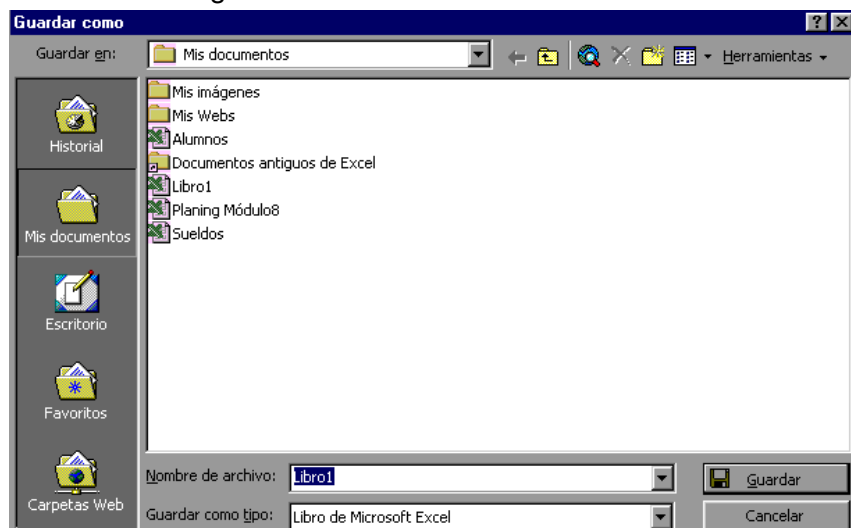 Guardar como
Guardar en:
Mis documentos
Herramientas
Historial
Mis documentos
Escritorio
Favoritos
Carpetas Web
Mis imágenes
Mis Webs
Alumnos
Documentos antiguos de Excel
Libro1
Planing Módulo8
Sueldos
Nombre de archivo: Libro1
Guardar
Guardar como tipo: Libro de Microsoft Excel
Cancelar